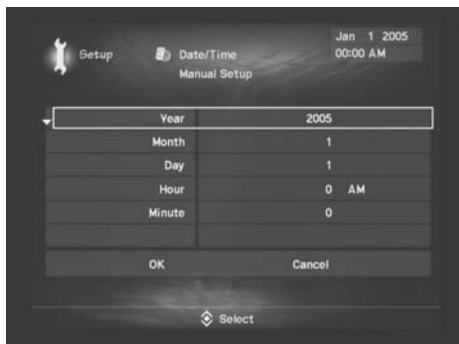 Jan 1 2005
Setup Date/Time 00:00 AM
Manual Setup
Year 2005
Month 1
Day 1
Hour 0 AM
Minute 0
OK Cancel
Select